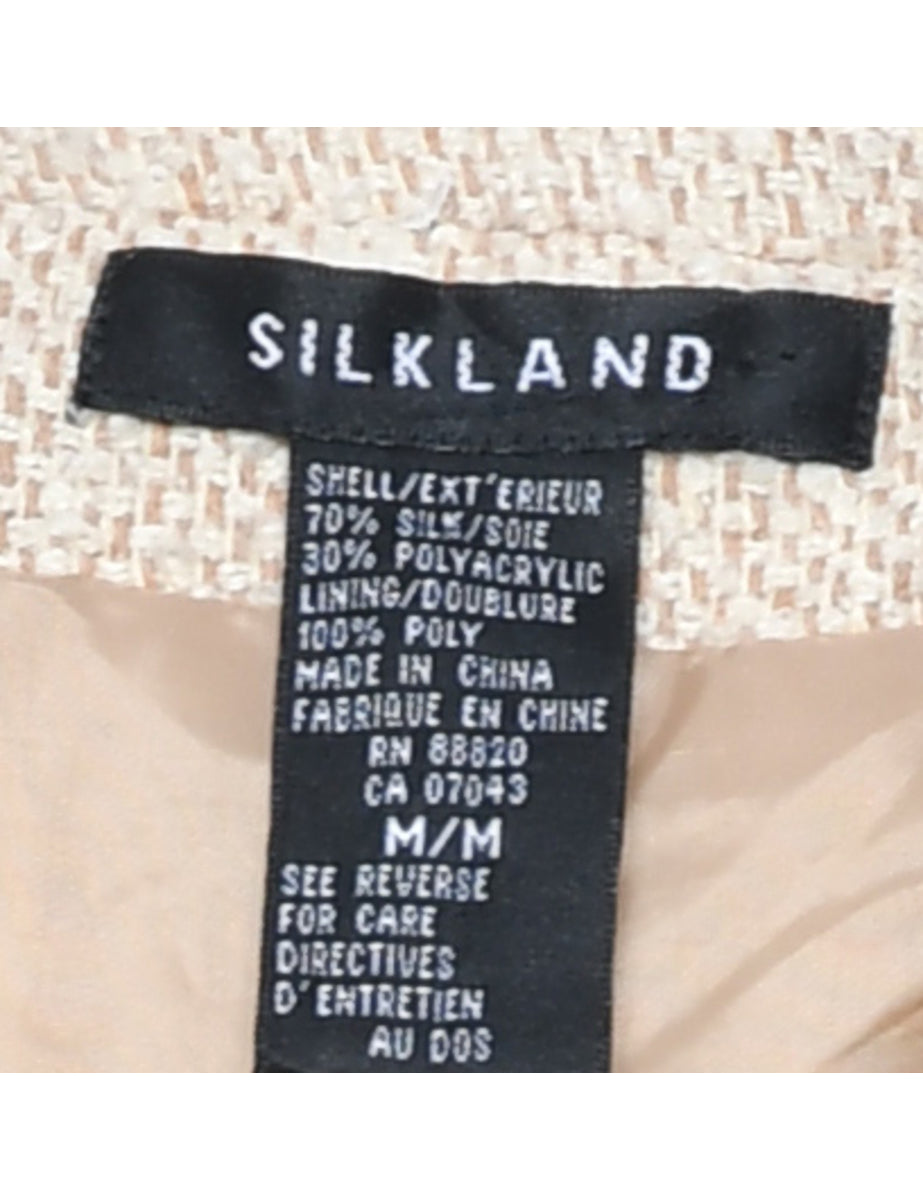 SILKLAND
SHELL/EXT'ERIEUR
70% SILK/SOIE
30% POLYACRYLIC
LINING/DOUBLURE
100% POLY
MADE IN CHINA
FABRIQUE EN CHINE
RN 88820
CA 07043
M/M
SEE REVERSE
FOR CARE
DIRECTIVES
D'ENTRETIEN
AU DOS